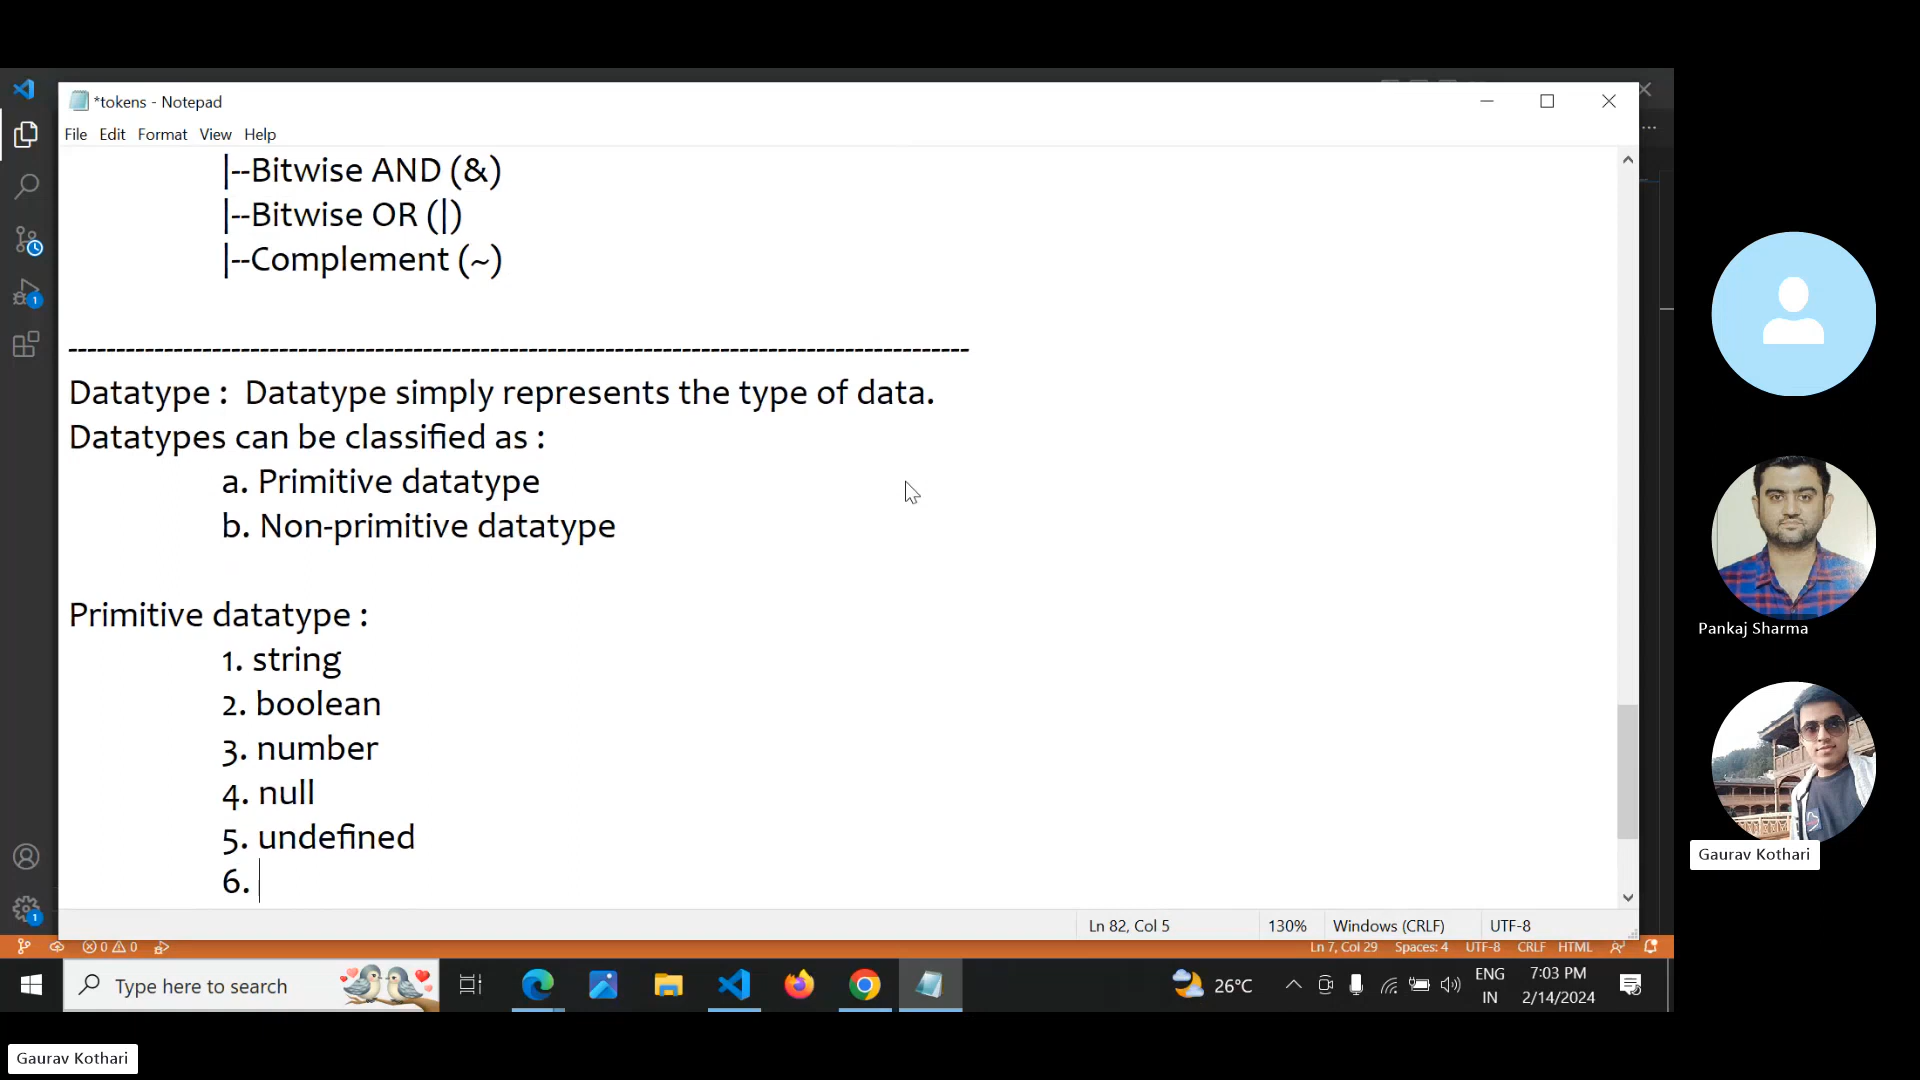 *tokens - Notepad
File Edit Format View Help
|--Bitwise AND (&)
|--Bitwise OR (|)
|--Complement (~)
------------------------------------------------------------------------------------------------
Datatype :  Datatype simply represents the type of data.
Datatypes can be classified as :
a. Primitive datatype
b. Non-primitive datatype
Primitive datatype :
1. string
2. boolean
3. number
4. null
5. undefined
6.
Ln 82, Col 5 130% Windows (CRLF) UTF-8
0 0 Ln 7, Col 29 Spaces: 4 UTF-8 CRLF HTML
Type here to search
26°C
ENG
IN
7:03 PM
2/14/2024
1
1
Pankaj Sharma
Gaurav Kothari
Gaurav Kothari